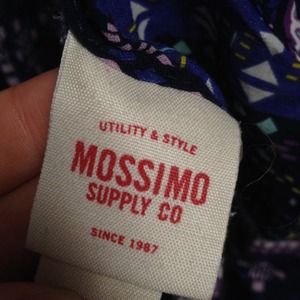 UTILITY & STYLE
MOSSIMO
SUPPLY CO
SINCE 1987